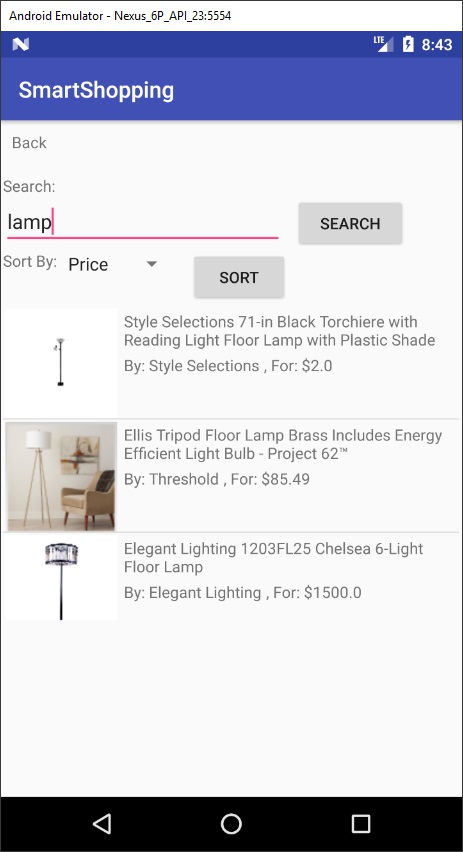 Android Emulator - Nexus_6P_API_23:5554
LTE 8:43
SmartShopping
Back
Search:
lamp
SEARCH
Sort By: Price
SORT
Style Selections 71-in Black Torchiere with
Reading Light Floor Lamp with Plastic Shade
By: Style Selections , For: $2.0
Ellis Tripod Floor Lamp Brass Includes Energy
Efficient Light Bulb - Project 62™
By: Threshold , For: $85.49
Elegant Lighting 1203FL25 Chelsea 6-Light
Floor Lamp
By: Elegant Lighting , For: $1500.0